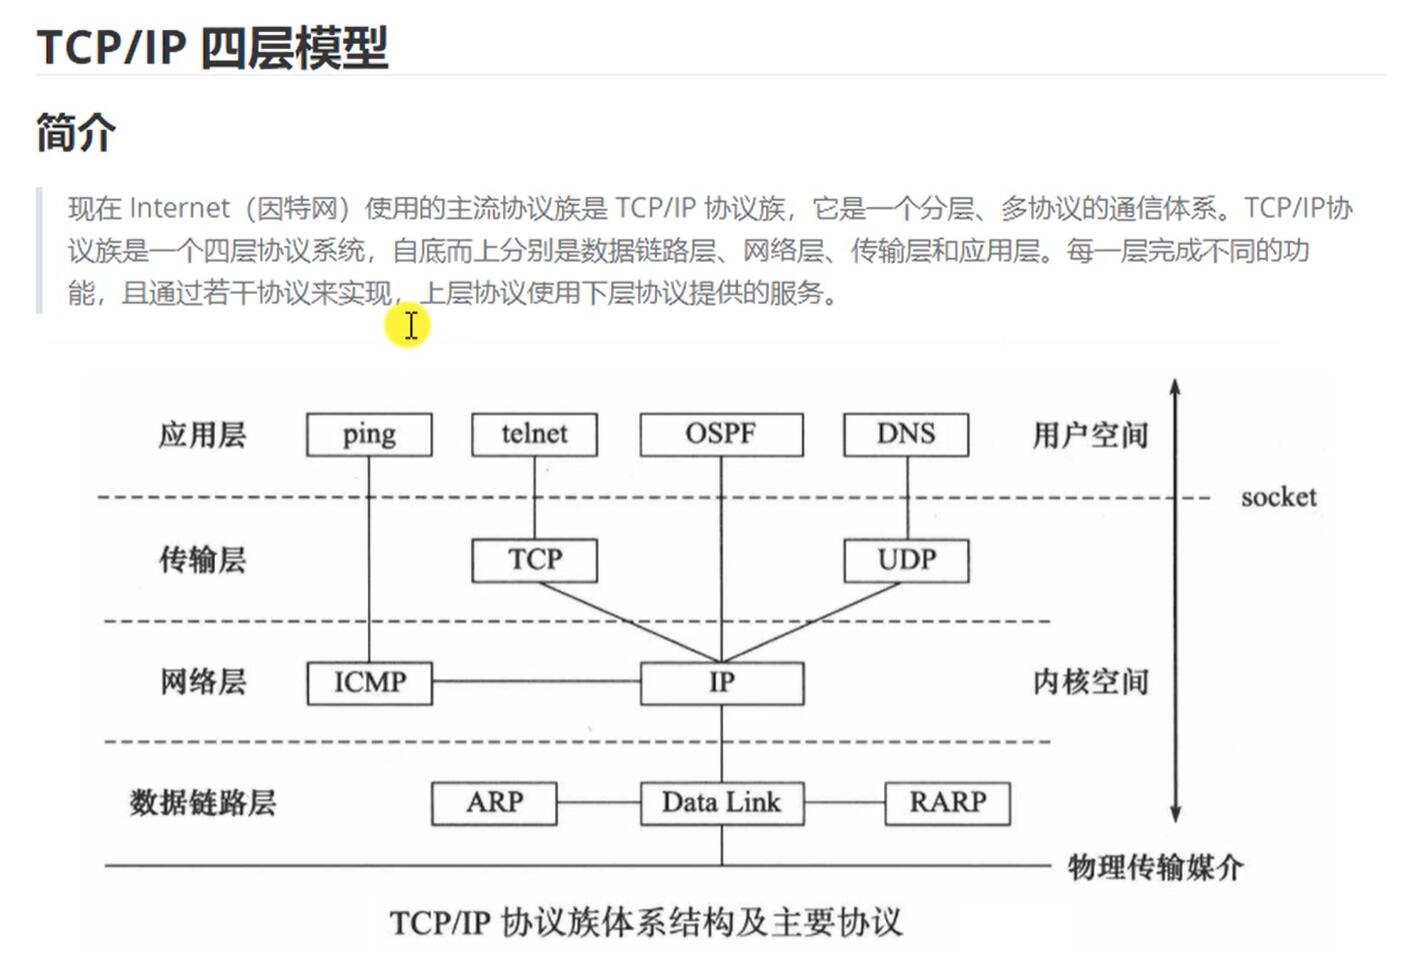 TCP/IP 四层模型
简介
现在 Internet（因特网）使用的主流协议族是 TCP/IP 协议族，它是一个分层、多协议的通信体系。TCP/IP协
议族是一个四层协议系统，自底而上分别是数据链路层、网络层、传输层和应用层。每一层完成不同的功
能，且通过若干协议来实现，上层协议使用下层协议提供的服务。
应用层 ping telnet OSPF DNS 用户空间
socket
传输层 TCP UDP
网络层 ICMP IP 内核空间
数据链路层 ARP Data Link RARP
物理传输媒介
TCP/IP 协议族体系结构及主要协议